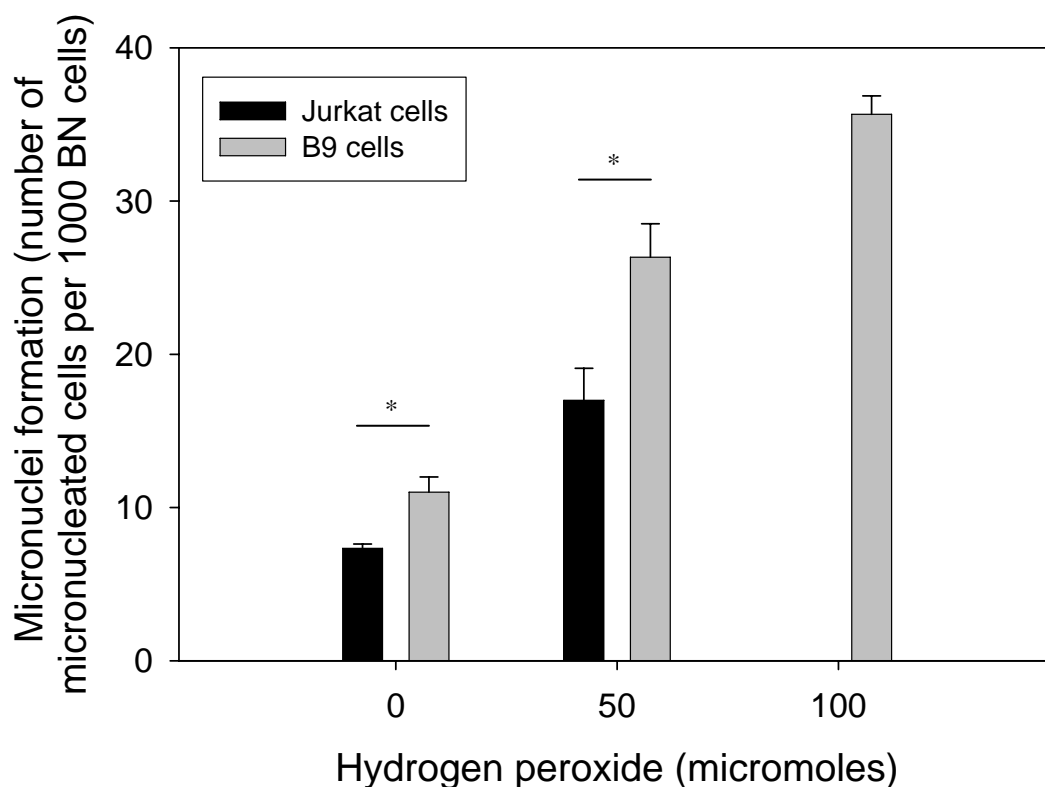 Micronuclei formation (number of
micronucleated cells per 1000 BN cells)
40
30
20
10
0
Jurkat cells
B9 cells
*
*
0
50
100
Hydrogen peroxide (micromoles)